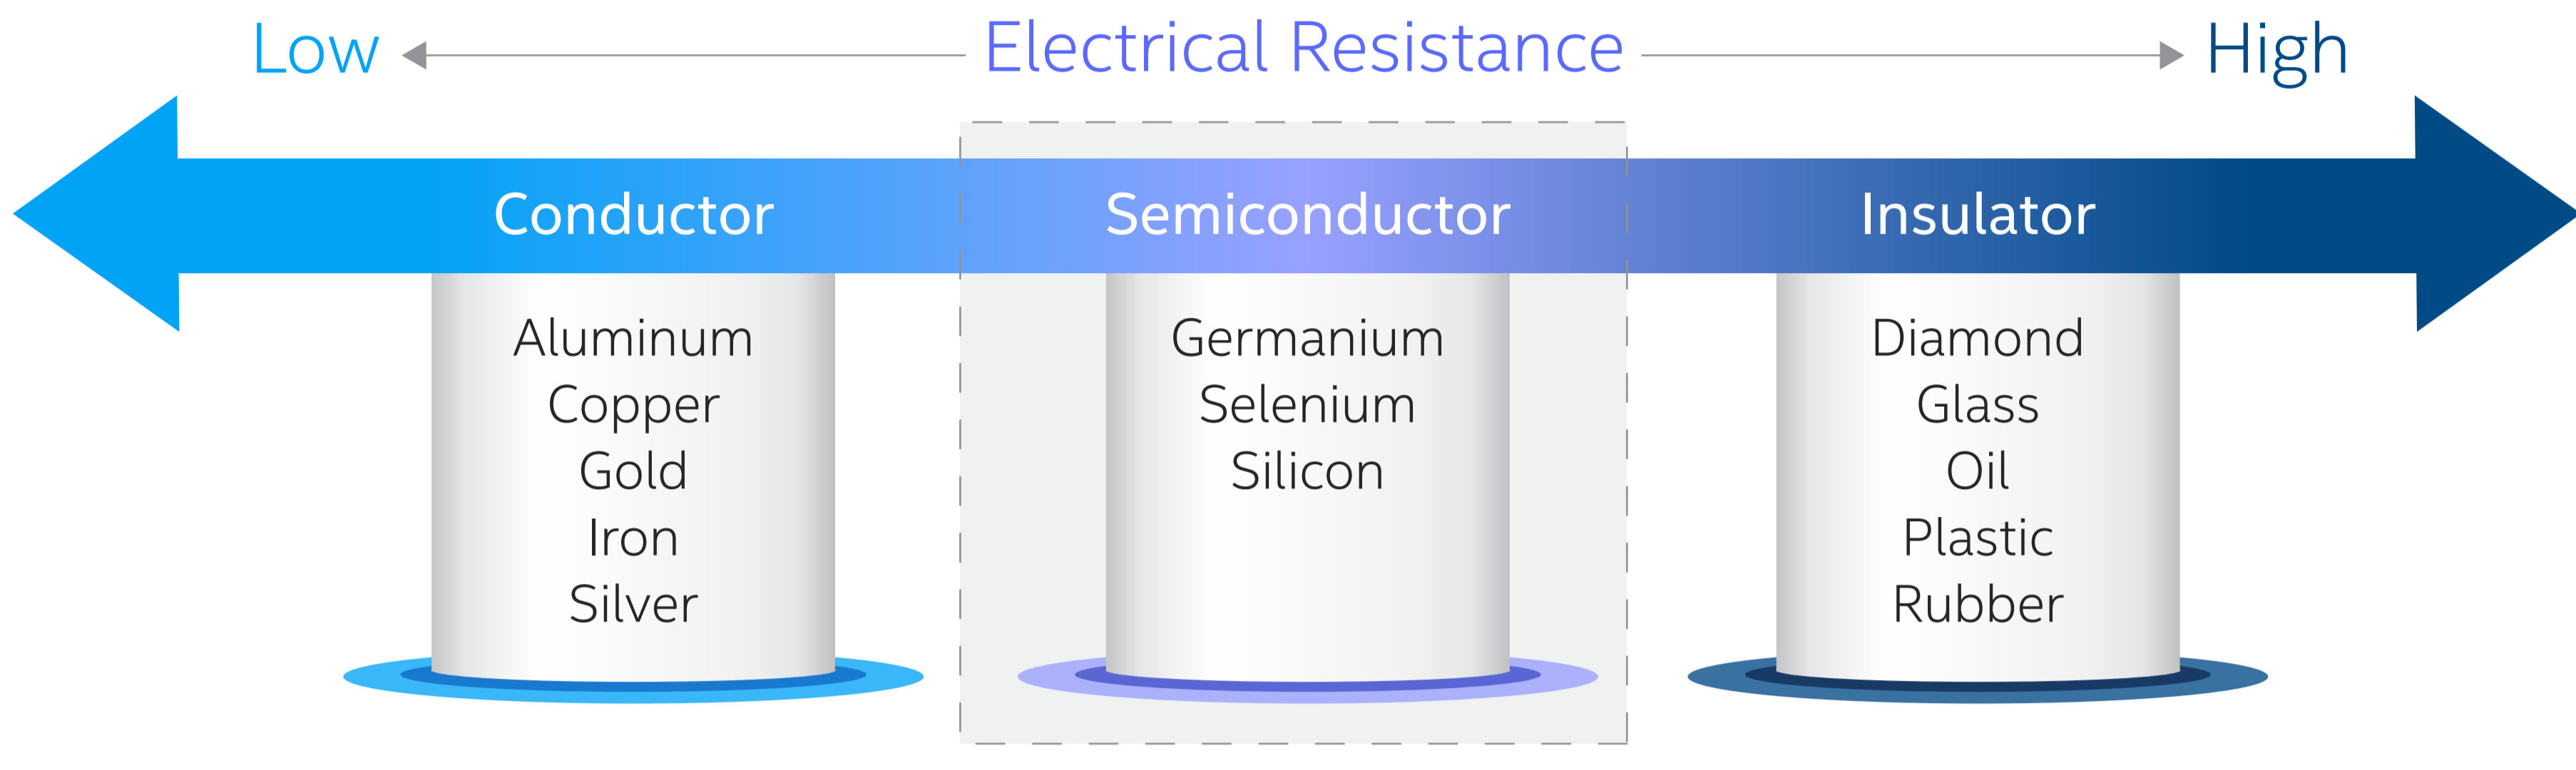 Low Electrical Resistance High
Conductor Semiconductor Insulator
Aluminum
Copper
Gold
Iron
Silver
Germanium
Selenium
Silicon
Diamond
Glass
Oil
Plastic
Rubber